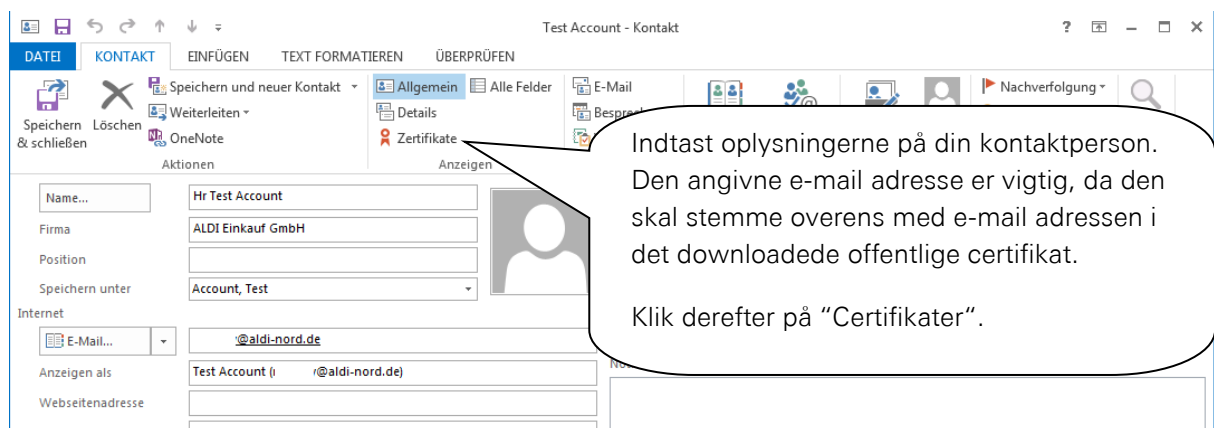 Test Account - Kontakt
?
DATEI KONTAKT EINFÜGEN TEXT FORMATIEREN ÜBERPRÜFEN
Speichern & schließen
Löschen
Speichern und neuer Kontakt
Weiterleiten
OneNote
Aktionen
Allgemein
Alle Felder
Details
Zertifikate
Anzeigen
E-Mail
Nachverfolgung
Indtast oplysningerne på din kontaktperson.
Den angivne e-mail adresse er vigtig, da den
skal stemme overens med e-mail adressen i
det downloadede offentlige certifikat.
Klik derefter på “Certifikater“.
Name... Hr Test Account
Firma ALDI Einkauf GmbH
Position
Speichern unter Account, Test
Internet
E-Mail... @aldi-nord.de
Anzeigen als Test Account ( @aldi-nord.de)
Webseitenadresse